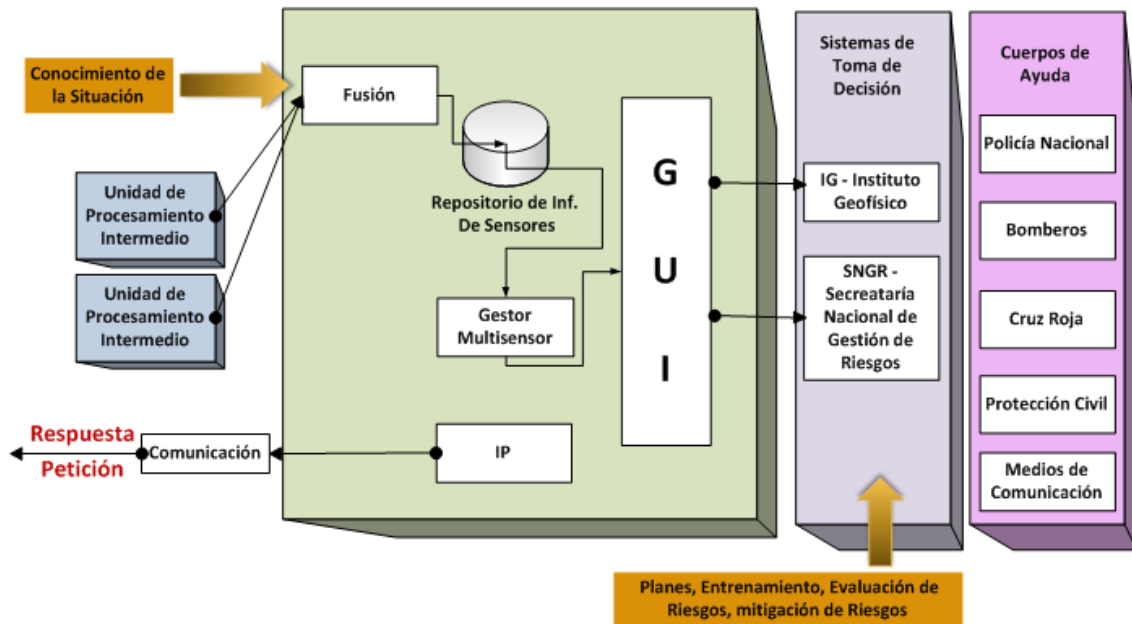 Conocimiento de
la Situación
Unidad de
Procesamiento
Intermedio
Unidad de
Procesamiento
Intermedio
Respuesta
Petición
Comunicación
Fusión
Repositorio de Inf.
De Sensores
Gestor
Multisensor
IP
G
U
I
Sistemas de
Toma de
Decisión
IG - Instituto
Geofísico
SNGR -
Secreataría
Nacional de
Gestión de
Riesgos
Planes, Entrenamiento, Evaluación de
Riesgos, mitigación de Riesgos
Cuerpos de
Ayuda
Policía Nacional
Bomberos
Cruz Roja
Protección Civil
Medios de
Comunicación